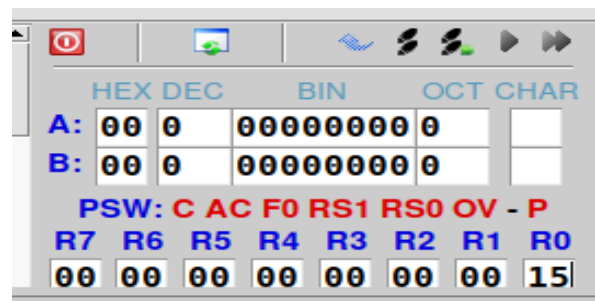 HEX DEC BIN OCT CHAR
A: 00 0 00000000 0
B: 00 0 00000000 0
PSW: C AC F0 RS1 RS0 OV - P
R7 R6 R5 R4 R3 R2 R1 R0
00 00 00 00 00 00 00 15